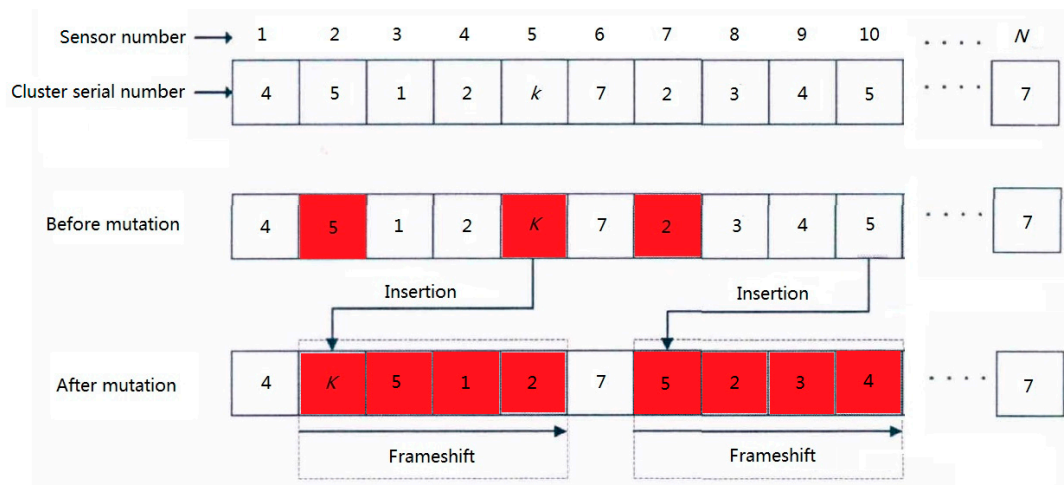 Sensor number 1 2 3 4 5 6 7 8 9 10 . . . . N
Cluster serial number 4 5 1 2 k 7 2 3 4 5 . . . . 7
Before mutation 4 5 1 2 K 7 2 3 4 5 . . . . 7
Insertion Insertion
After mutation 4 K 5 1 2 7 5 2 3 4 . . . . 7
Frameshift Frameshift